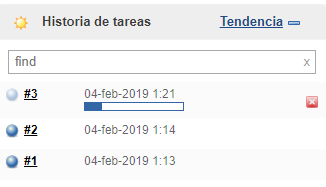 Historia de tareas Tendencia
find x
#3 04-feb-2019 1:21
#2 04-feb-2019 1:14
#1 04-feb-2019 1:13